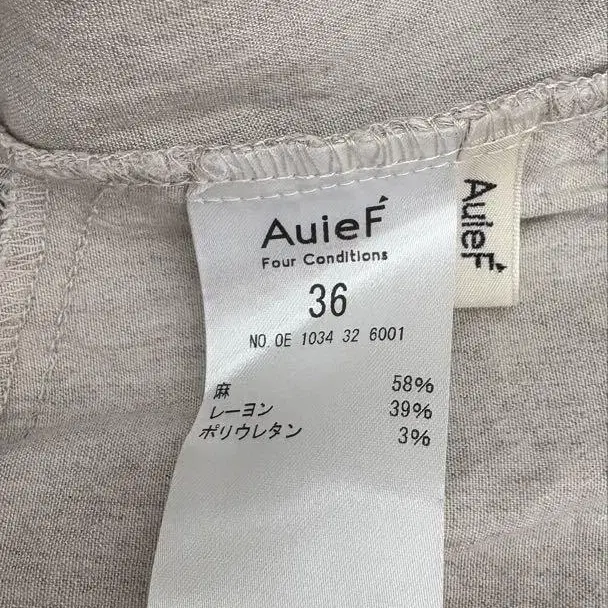 AuieF
Four Conditions
36
NO.OE 1034 32 6001
麻 58%
レーヨン 39%
ポリウレタン 3%
AuieF